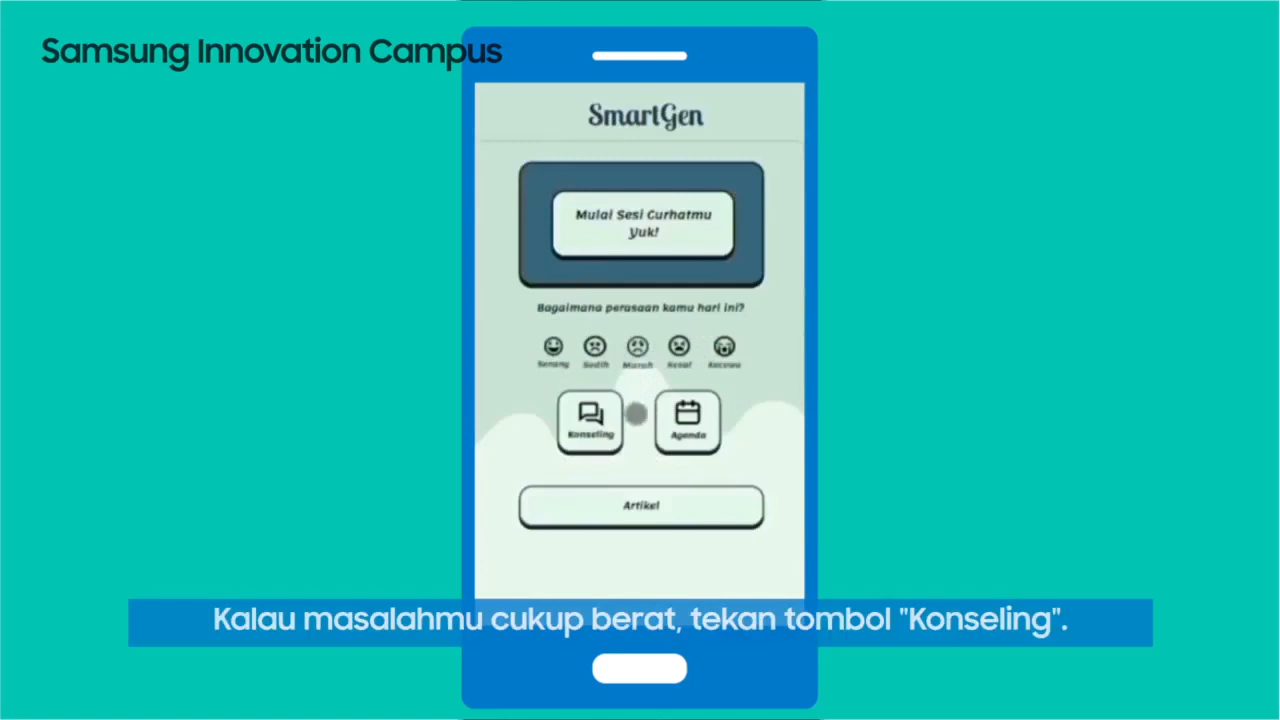 Samsung Innovation Campus
SmartGen
Mulai Sesi Curhatmu
Yuk!
Bagaimana perasaan kamu hari ini?
Senang Sedih Marah Kesal Kecewa
Konseling Agenda
Artikel
Kalau masalahmu cukup berat, tekan tombol "Konseling".